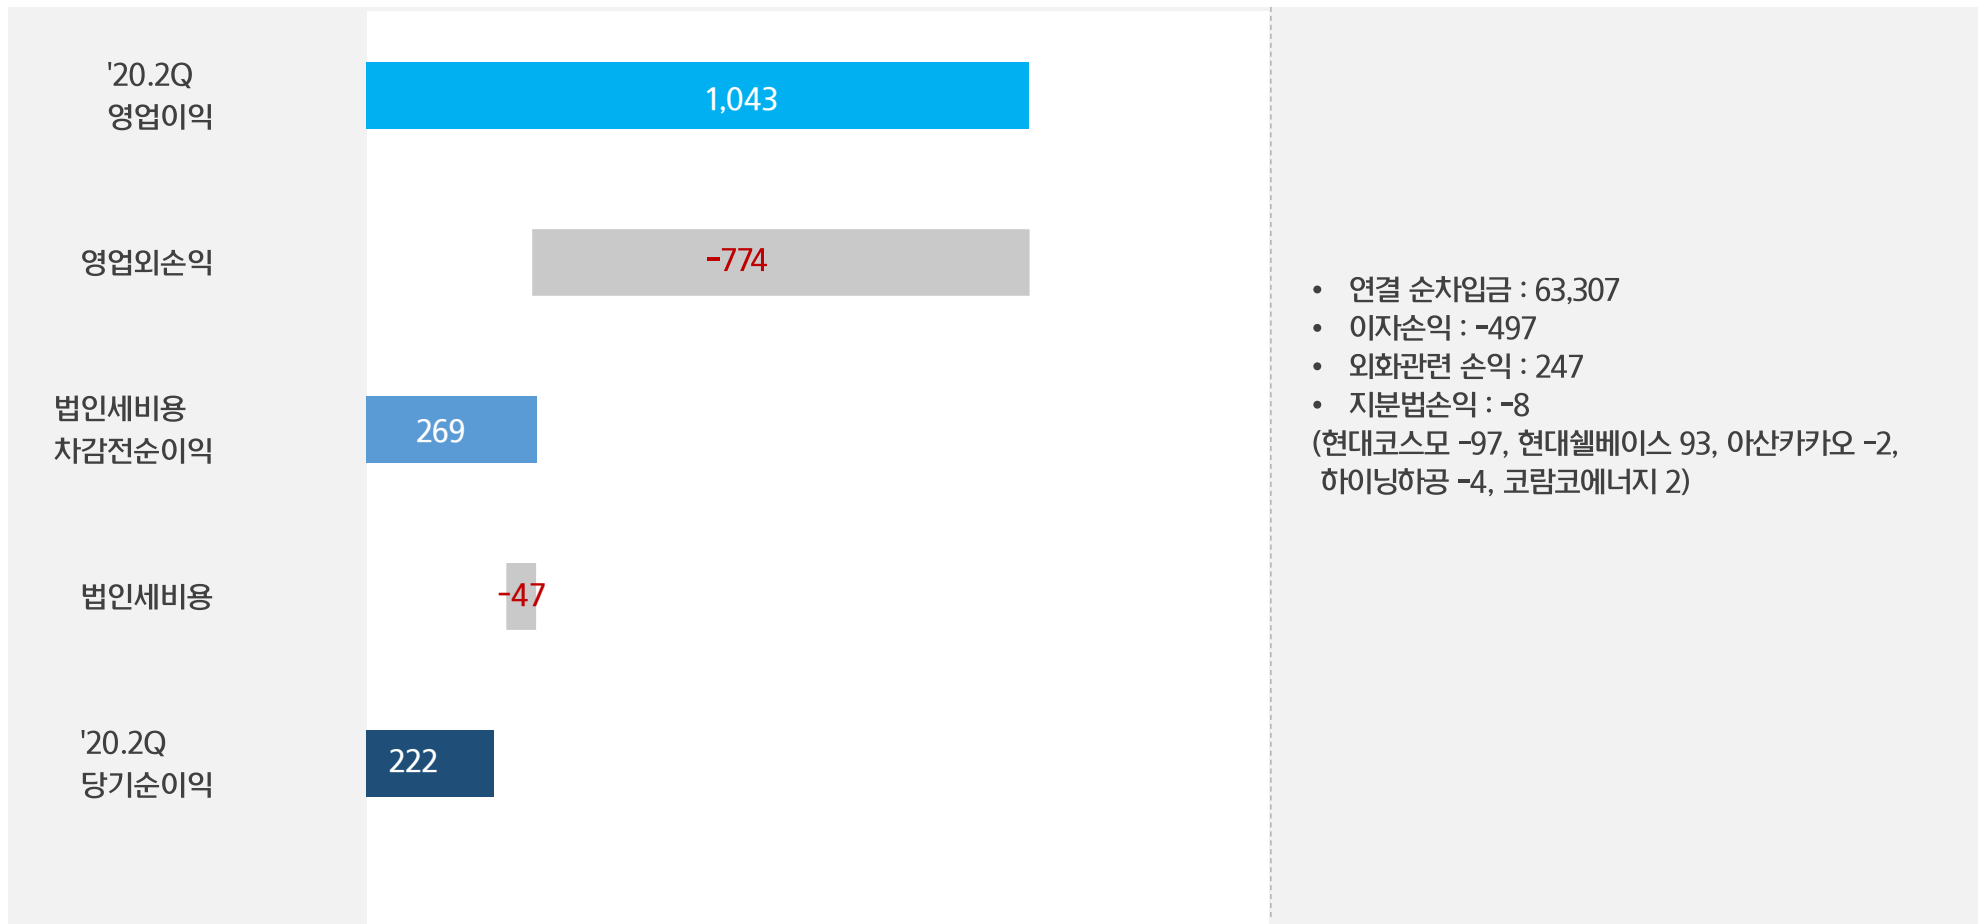 '20.2Q
영업이익
1,043
영업외손익
-774
법인세비용
차감전순이익
269
법인세비용
-47
'20.2Q
당기순이익
222
• 연결 순차입금 : 63,307
• 이자손익 : -497
• 외화관련 손익 : 247
• 지분법손익 : -8
(현대코스모 -97, 현대쉘베이스 93, 아산카카오 -2,
하이닝하공 -4, 코람코에너지 2)